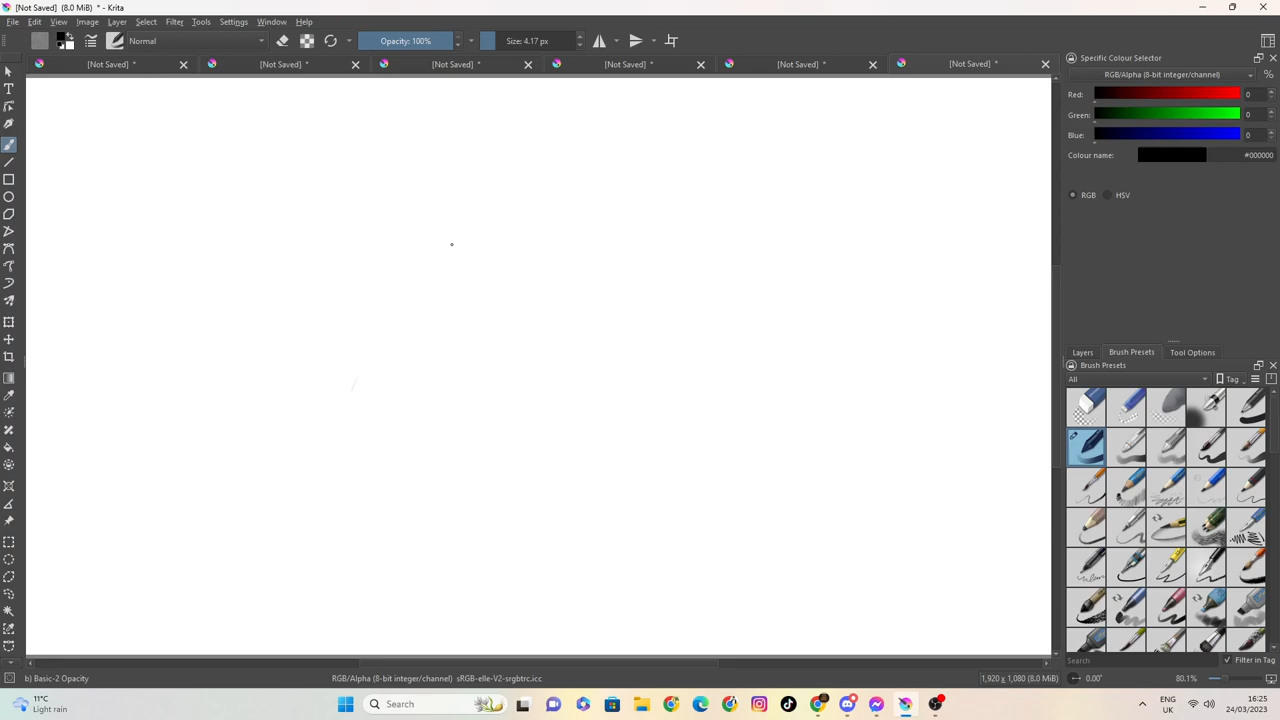 [Not Saved] (8.0 MiB) * - Krita
File Edit View Image Layer Select Filter Tools Settings Window Help
Normal Opacity: 100% Size: 4.17 px
[Not Saved] * [Not Saved] * [Not Saved] * [Not Saved] * [Not Saved] * [Not Saved] *
Specific Colour Selector
RGB/Alpha (8-bit integer/channel) %
Red: 0
Green: 0
Blue: 0
Colour name: #000000
RGB HSV
Layers Brush Presets Tool Options
Brush Presets
All Tag
Search Filter in Tag
b) Basic-2 Opacity RGB/Alpha (8-bit integer/channel) sRGB-elle-V2-srgbtrc.icc 1,920 x 1,080 (8.0 MiB) 0.00° 80.1%
11°C
Light rain
Search
ENG
UK
16:25
24/03/2023